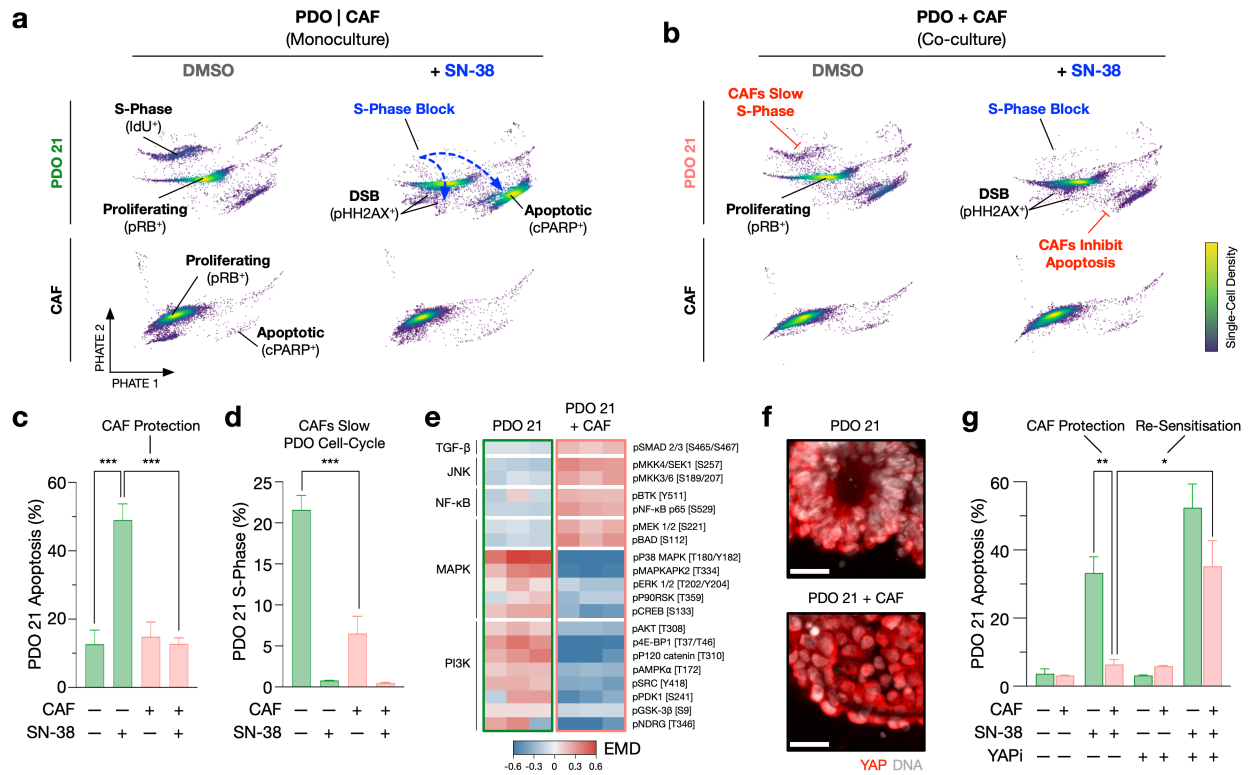 a
PDO | CAF
(Monoculture)
DMSO
+ SN-38
PDO 21
S-Phase
(IdU⁺)
Proliferating
(pRB⁺)
S-Phase Block
DSB
(pHH2AX⁺)
Apoptotic
(cPARP⁺)
CAF
Proliferating
(pRB⁺)
Apoptotic
(cPARP⁺)
PHATE 2
PHATE 1
b
PDO + CAF
(Co-culture)
DMSO
+ SN-38
PDO 21
CAFs Slow
S-Phase
Proliferating
(pRB⁺)
S-Phase Block
DSB
(pHH2AX⁺)
CAFs Inhibit
Apoptosis
CAF
Single-Cell Density
c
CAF Protection
*** ***
PDO 21 Apoptosis (%)
60
40
20
0
CAF – – + +
SN-38 – + – +
d
CAFs Slow
PDO Cell-Cycle
***
PDO 21 S-Phase (%)
25
20
15
10
5
0
CAF – – + +
SN-38 – + – +
e
PDO 21
PDO 21
+ CAF
TGF-β
JNK
NF-κB
MAPK
PI3K
pSMAD 2/3 [S465/S467]
pMKK4/SEK1 [S257]
pMKK3/6 [S189/207]
pBTK [Y511]
pNF-κB p65 [S529]
pMEK 1/2 [S221]
pBAD [S112]
pP38 MAPK [T180/Y182]
pMAPKAPK2 [T334]
pERK 1/2 [T202/Y204]
pP90RSK [T359]
pCREB [S133]
pAKT [T308]
p4E-BP1 [T37/T46]
pP120 catenin [T310]
pAMPKα [T172]
pSRC [Y418]
pPDK1 [S241]
pGSK-3β [S9]
pNDRG [T346]
EMD
-0.6 -0.3 0 0.3 0.6
f
PDO 21
PDO 21 + CAF
YAP DNA
g
CAF Protection
Re-Sensitisation
** *
PDO 21 Apoptosis (%)
60
40
20
0
CAF – + – + – + – +
SN-38 – – + + – – + +
YAPi – – – – + + + +